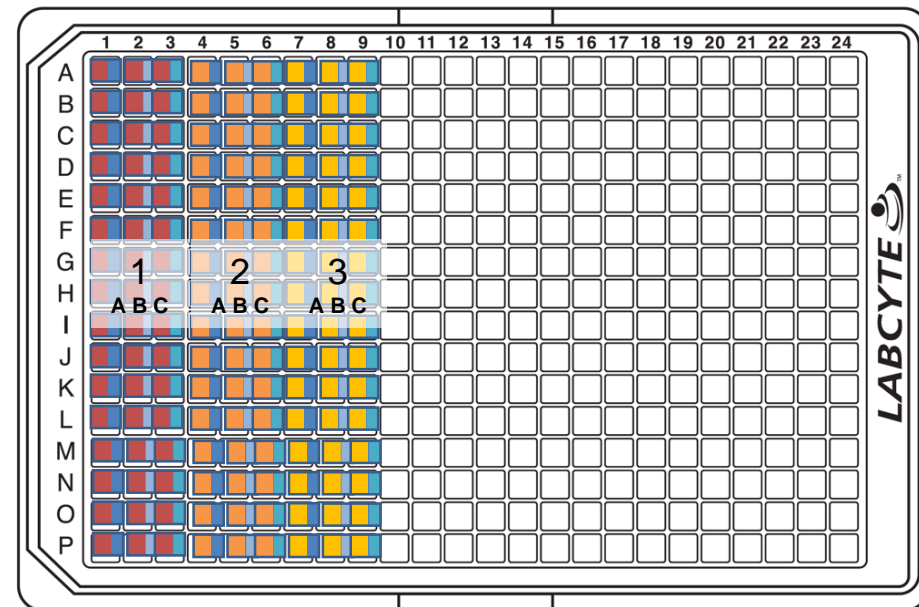 1 2 3 4 5 6 7 8 9 10 11 12 13 14 15 16 17 18 19 20 21 22 23 24
A
B
C
D
E
F
G
H
I
J
K
L
M
N
O
P
1 2 3
A B C A B C A B C
LABCYTE™